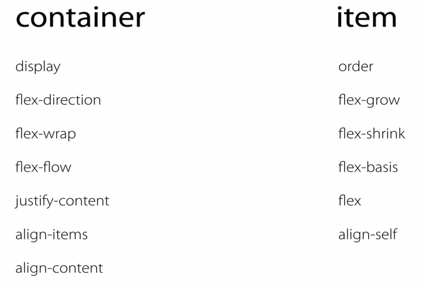 container item
display order
flex-direction flex-grow
flex-wrap flex-shrink
flex-flow flex-basis
justify-content flex
align-items align-self
align-content